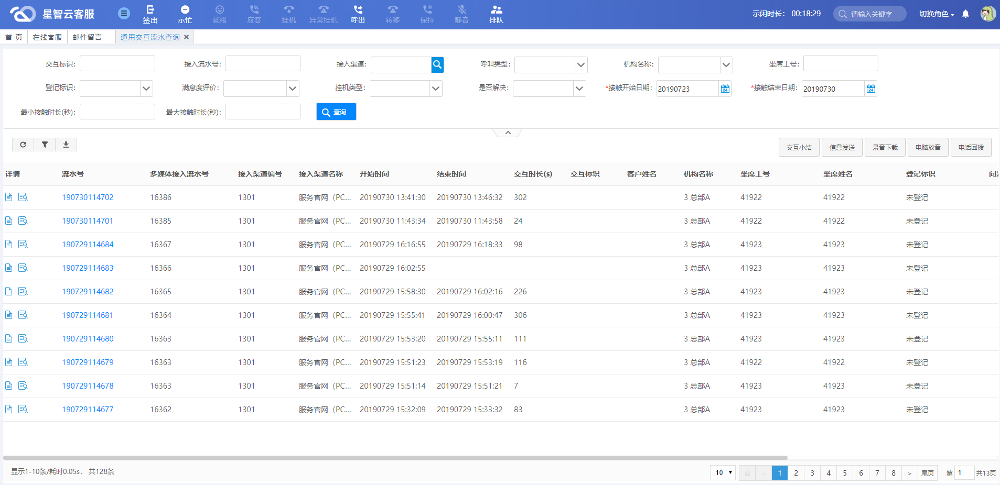 星智云客服 签出 示忙 就绪 应答 挂机 异常挂机 呼出 转移 保持 静音 排队 示闲时长： 00:18:29 请输入关键字 切换角色
首 页 在线客服 邮件留言 通用交互流水查询
交互标识: 接入流水号: 接入渠道: 呼叫类型: 机构名称: 坐席工号:
登记标识: 满意度评价: 挂机类型: 是否解决: *接触开始日期: 20190723 24 *接触结束日期: 20190730 24
最小接触时长(秒): 最大接触时长(秒): 查询
交互小结 信息发送 录音下载 电脑放音 电话回拨
详情 流水号 多媒体接入流水号 接入渠道编号 接入渠道名称 开始时间 结束时间 交互时长(s) 交互标识 客户姓名 机构名称 坐席工号 坐席姓名 登记标识
190730114702 16386 1301 服务官网（PC... 20190730 13:41:30 20190730 13:46:32 302 3 总部A 41922 41922 未登记
190730114701 16385 1301 服务官网（PC... 20190730 11:43:34 20190730 11:43:58 24 3 总部A 41922 41922 未登记
190729114684 16367 1301 服务官网（PC... 20190729 16:16:55 20190729 16:18:33 98 3 总部A 41923 41923 未登记
190729114683 16366 1301 服务官网（PC... 20190729 16:02:55 3 总部A 41923 41923 未登记
190729114682 16365 1301 服务官网（PC... 20190729 15:58:30 20190729 16:02:16 226 3 总部A 41923 41923 未登记
190729114681 16364 1301 服务官网（PC... 20190729 15:55:41 20190729 16:00:47 306 3 总部A 41923 41923 未登记
190729114680 16363 1301 服务官网（PC... 20190729 15:53:20 20190729 15:55:11 111 3 总部A 41923 41923 未登记
190729114679 16363 1301 服务官网（PC... 20190729 15:51:23 20190729 15:53:19 116 3 总部A 41922 41922 未登记
190729114678 16363 1301 服务官网（PC... 20190729 15:51:14 20190729 15:51:21 7 3 总部A 41923 41923 未登记
190729114677 16362 1301 服务官网（PC... 20190729 15:32:09 20190729 15:33:32 83 3 总部A 41923 41923 未登记
显示1-10条/耗时0.05s， 共128条 10 首 < 1 2 3 4 5 6 7 8 > 尾页 第 1 共13页